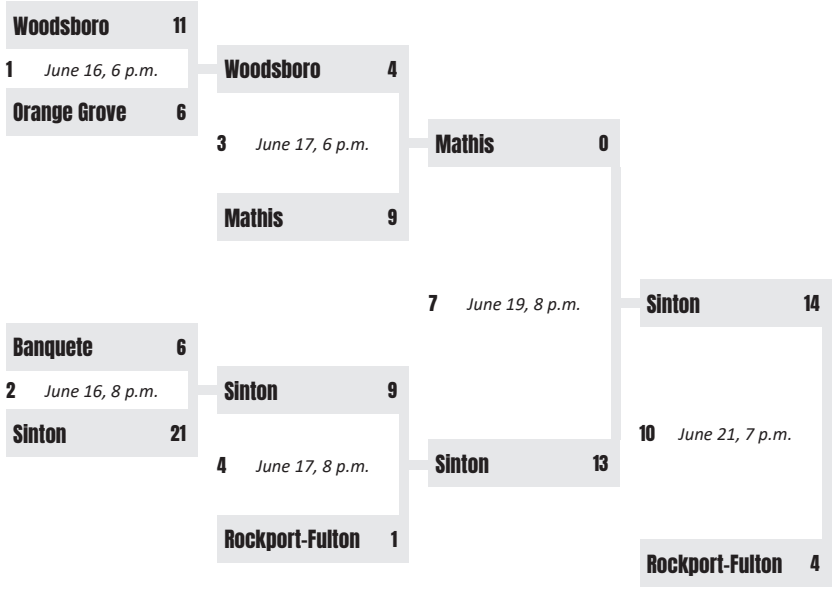 Woodsboro 11
1 June 16, 6 p.m.
Orange Grove 6
Woodsboro 4
3 June 17, 6 p.m.
Mathis 9
Banquete 6
2 June 16, 8 p.m.
Sinton 21
Sinton 9
4 June 17, 8 p.m.
Rockport-Fulton 1
Mathis 0
7 June 19, 8 p.m.
Sinton 13
Sinton 14
10 June 21, 7 p.m.
Rockport-Fulton 4